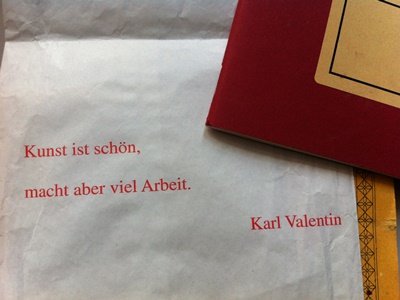 Kunst ist schön,
macht aber viel Arbeit.
Karl Valentin